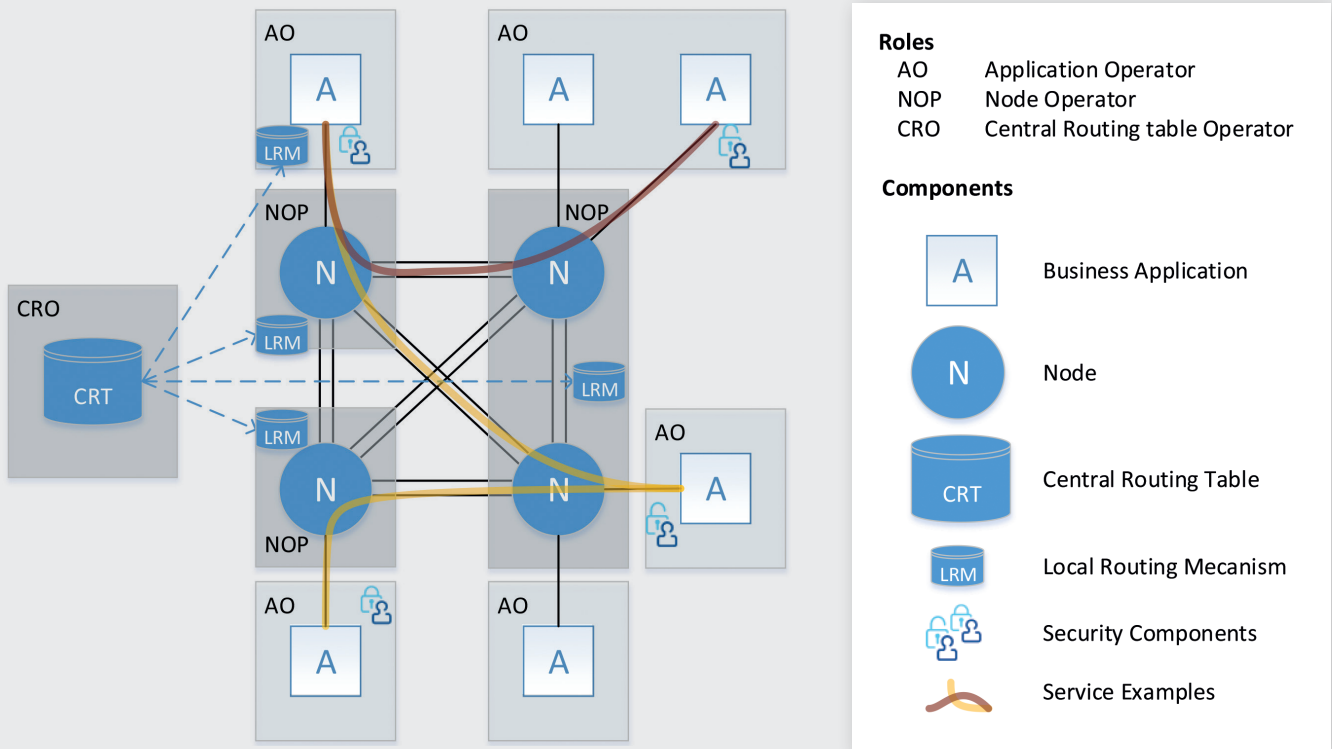 AO
A
LRM
AO
A
A
NOP
N
NOP
N
LRM
CRO
CRT
LRM
LRM
N
NOP
N
AO
A
AO
A
AO
A
Roles
AO Application Operator
NOP Node Operator
CRO Central Routing table Operator
Components
A Business Application
N Node
CRT Central Routing Table
LRM Local Routing Mecanism
Security Components
Service Examples